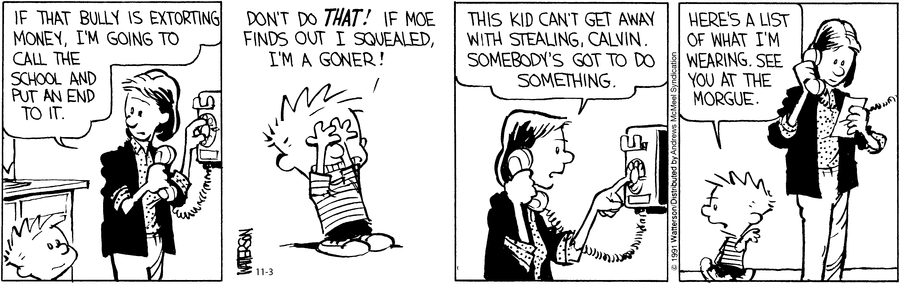 IF THAT BULLY IS EXTORTING
MONEY, I'M GOING TO
CALL THE
SCHOOL AND
PUT AN END
TO IT.
DON'T DO THAT! IF MOE
FINDS OUT I SQUEALED,
I'M A GONER!
WATTERSON
11-3
THIS KID CAN'T GET AWAY
WITH STEALING, CALVIN.
SOMEBODY'S GOT TO DO
SOMETHING.
© 1991 Watterson/Distributed by Andrews McMeel Syndication
HERE'S A LIST
OF WHAT I'M
WEARING. SEE
YOU AT THE
MORGUE.